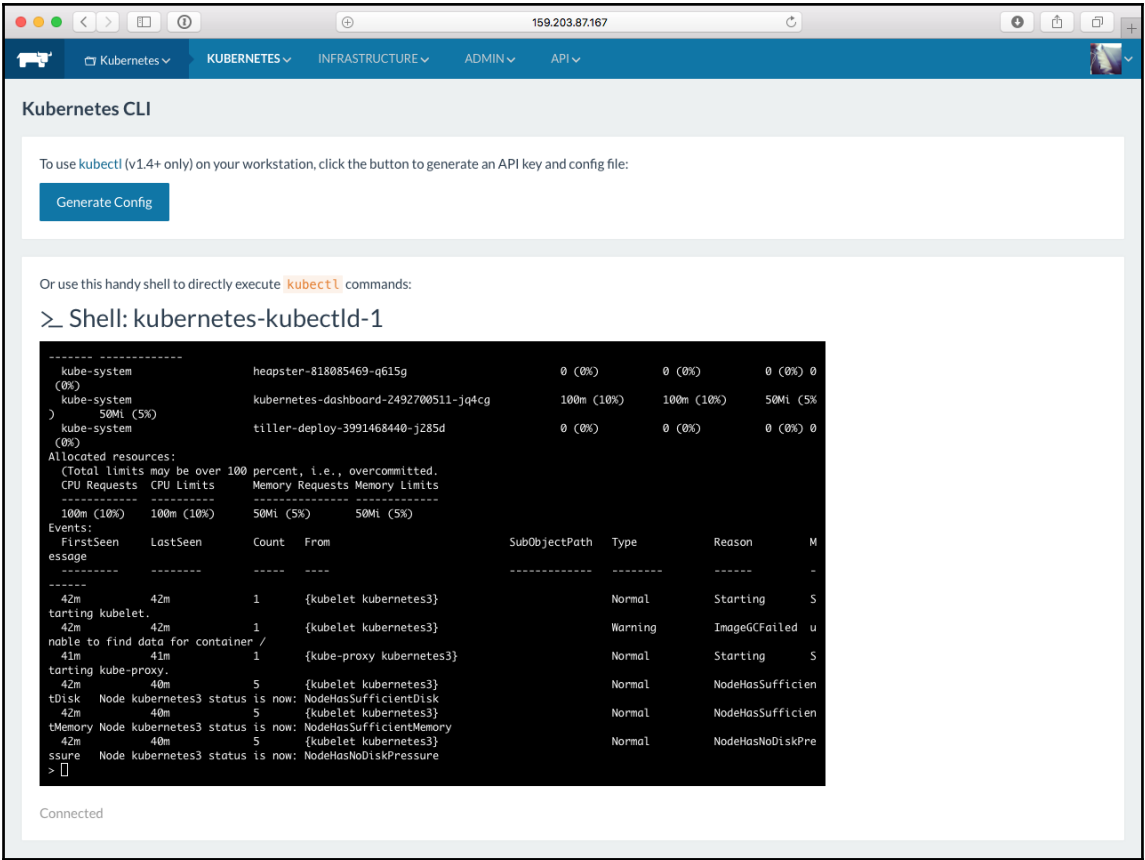 159.203.87.167
Kubernetes KUBERNETES INFRASTRUCTURE ADMIN API
Kubernetes CLI
To use kubectl (v1.4+ only) on your workstation, click the button to generate an API key and config file:
Generate Config
Or use this handy shell to directly execute kubectl commands:
>_ Shell: kubernetes-kubectld-1
------- -------------
kube-system heapster-818085469-q615g 0 (0%) 0 (0%) 0 (0%) 0
(0%)
kube-system kubernetes-dashboard-2492700511-jq4cg 100m (10%) 100m (10%) 50Mi (5%
) 50Mi (5%)
kube-system tiller-deploy-3991468440-j285d 0 (0%) 0 (0%) 0 (0%) 0
(0%)
Allocated resources:
(Total limits may be over 100 percent, i.e., overcommitted.
CPU Requests CPU Limits Memory Requests Memory Limits
------------ ---------- --------------- -------------
100m (10%) 100m (10%) 50Mi (5%) 50Mi (5%)
Events:
FirstSeen LastSeen Count From SubObjectPath Type Reason M
essage
--------- -------- ----- ---- ------------- -------- ------ -
------
42m 42m 1 {kubelet kubernetes3} Normal Starting S
tarting kubelet.
42m 42m 1 {kubelet kubernetes3} Warning ImageGCFailed u
nable to find data for container /
41m 41m 1 {kube-proxy kubernetes3} Normal Starting S
tarting kube-proxy.
42m 40m 5 {kubelet kubernetes3} Normal NodeHasSufficien
tDisk Node kubernetes3 status is now: NodeHasSufficientDisk
42m 40m 5 {kubelet kubernetes3} Normal NodeHasSufficien
tMemory Node kubernetes3 status is now: NodeHasSufficientMemory
42m 40m 5 {kubelet kubernetes3} Normal NodeHasNoDiskPre
ssure Node kubernetes3 status is now: NodeHasNoDiskPressure
>
Connected